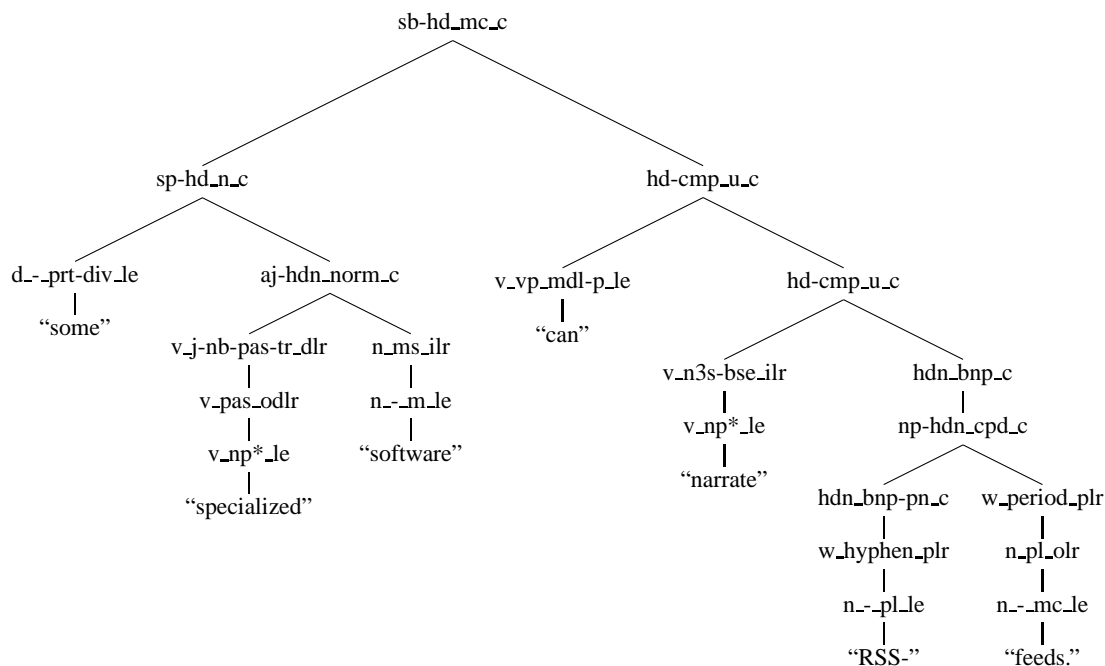 sb-hd_mc_c
sp-hd_n_c hd-cmp_u_c
d_-_prt-div_le aj-hdn_norm_c v_vp_mdl-p_le hd-cmp_u_c
“some” “can”
v_j-nb-pas-tr_dlr n_ms_ilr v_n3s-bse_ilr hdn_bnp_c
v_pas_odlr n_-_m_le v_np*_le np-hdn_cpd_c
v_np*_le “software” “narrate”
“specialized” hdn_bnp-pn_c w_period_plr
w_hyphen_plr n_pl_olr
n_-_pl_le n_-_mc_le
“RSS-” “feeds.”